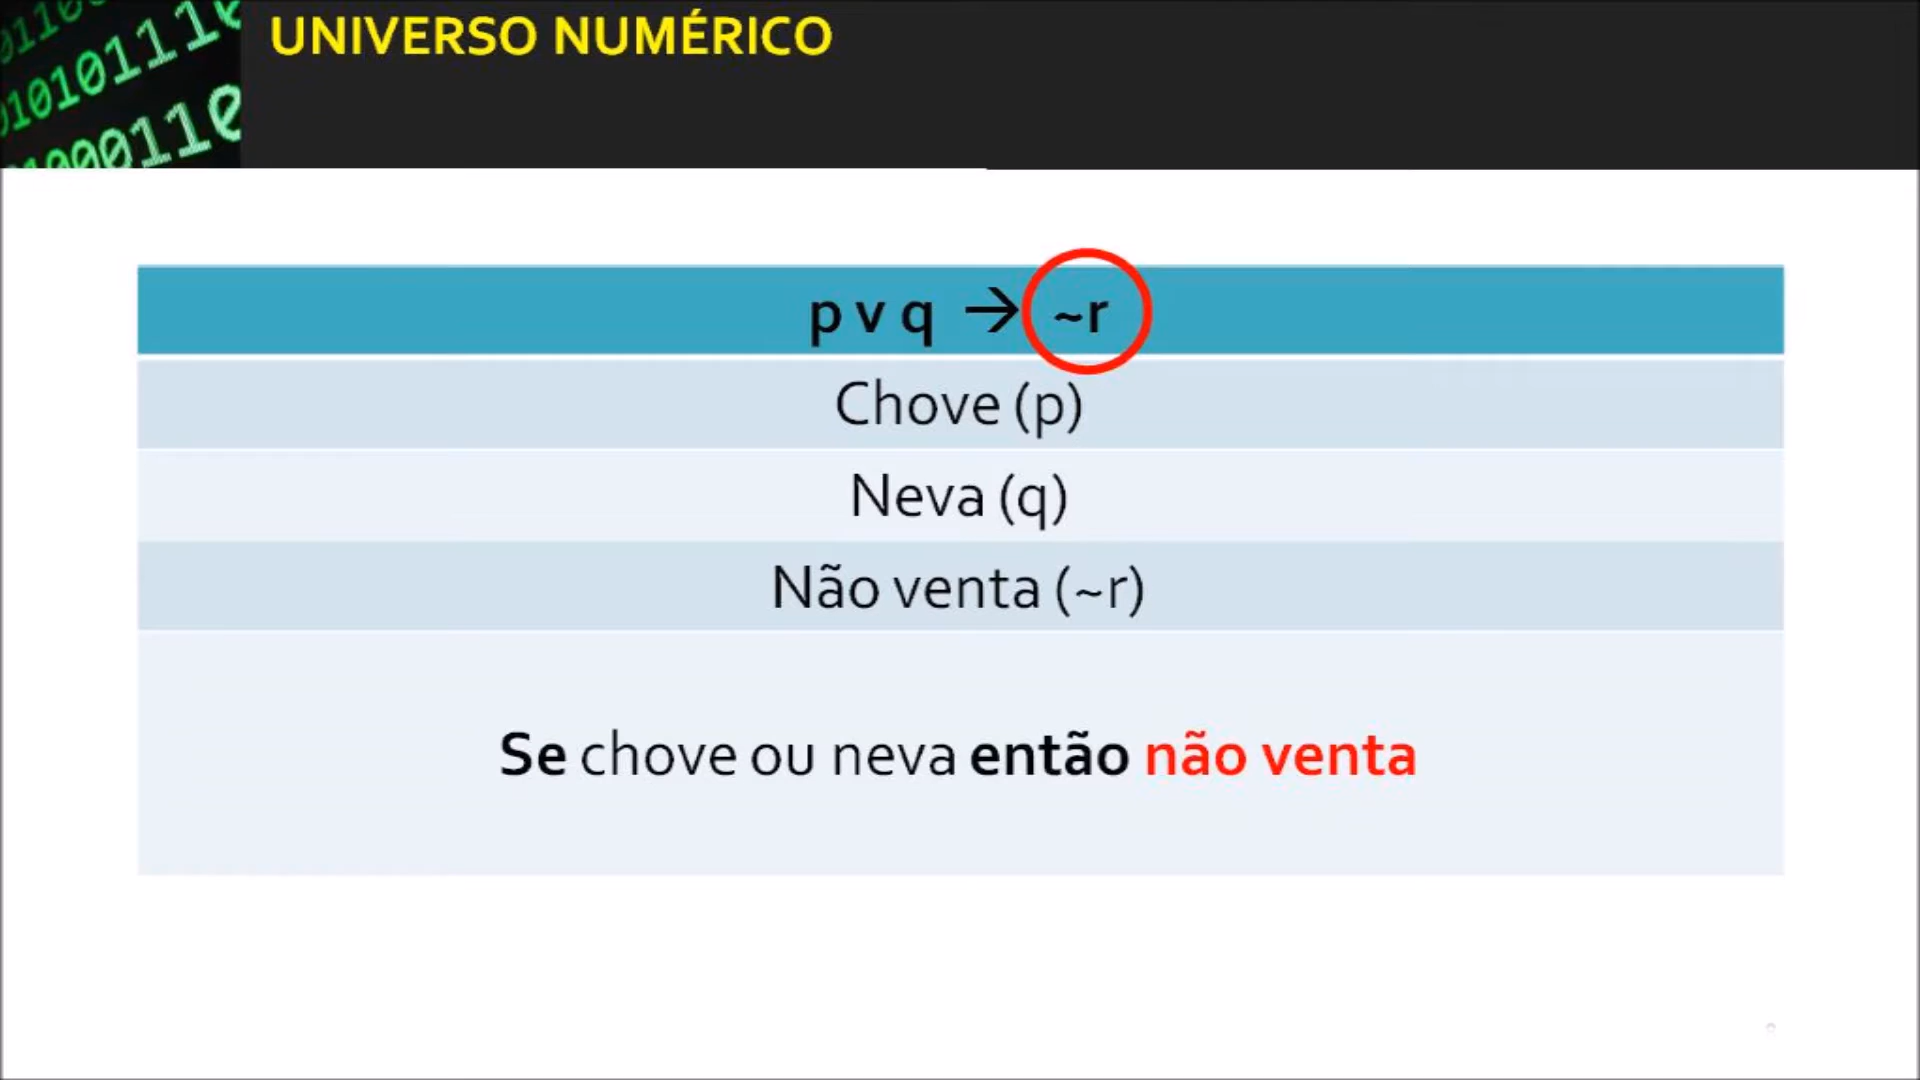 UNIVERSO NUMÉRICO
p v q → ~r
Chove (p)
Neva (q)
Não venta (~r)
Se chove ou neva então não venta